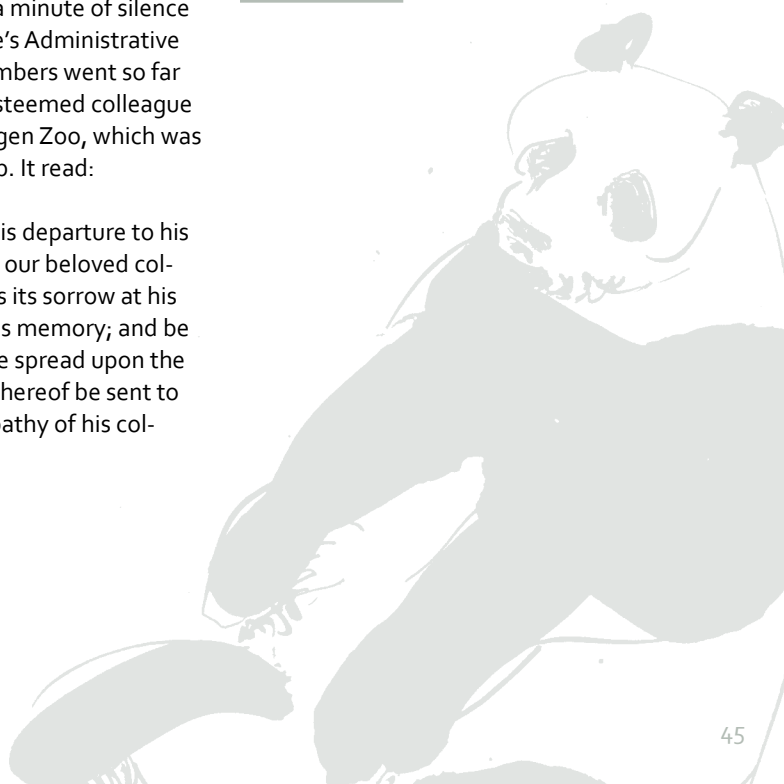 a minute of silence
e's Administrative
mbers went so far
steemed colleague
gen Zoo, which was
o. It read:
is departure to his
our beloved col-
s its sorrow at his
s memory; and be
e spread upon the
hereof be sent to
pathy of his col-
45